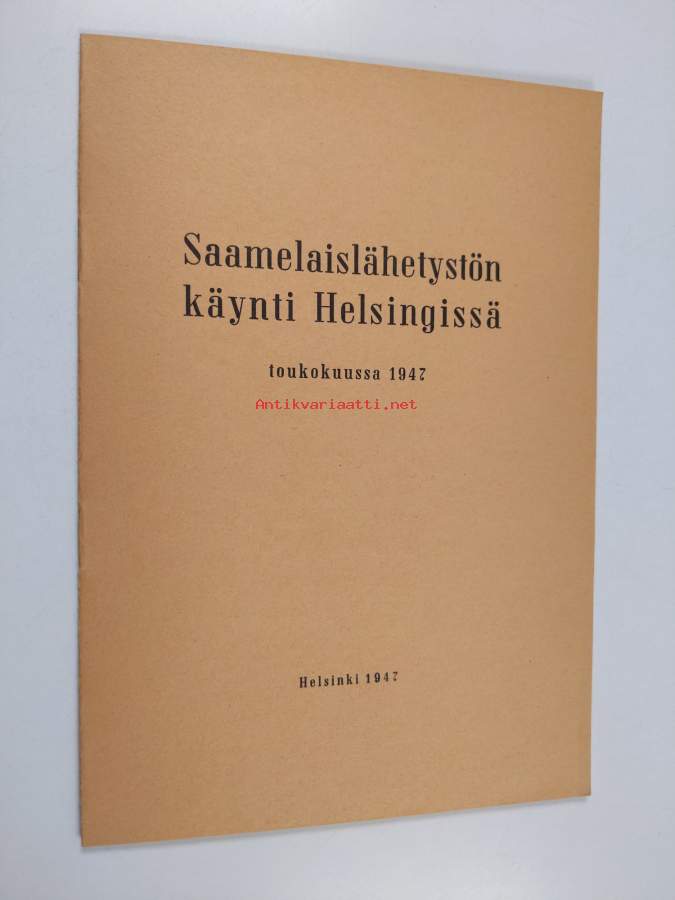 Saamelaislähetystön
käynti Helsingissä
toukokuussa 1947
Antikvariaatti.net
Helsinki 1947